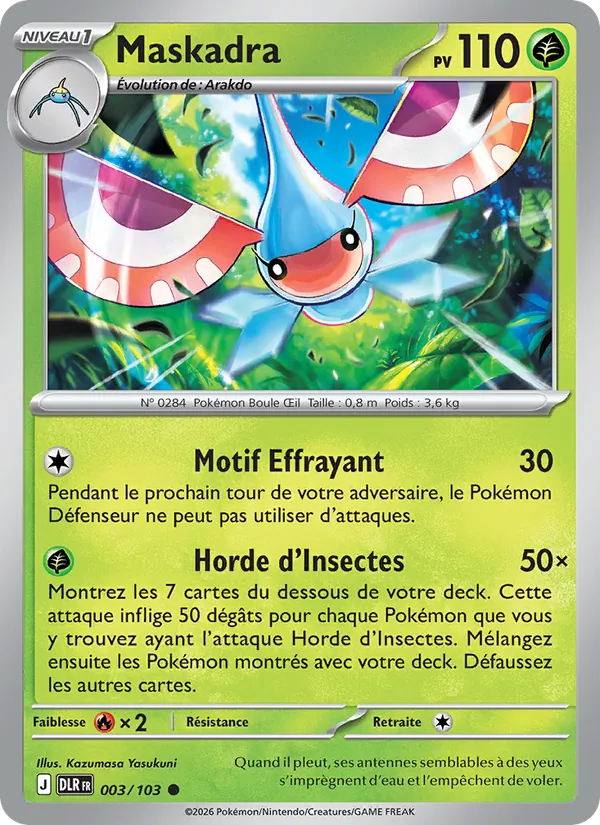 NIVEAU 1
Maskadra
PV 110
Évolution de : Arakdo
N° 0284 Pokémon Boule Œil Taille : 0,8 m Poids : 3,6 kg
Motif Effrayant 30
Pendant le prochain tour de votre adversaire, le Pokémon
Défenseur ne peut pas utiliser d'attaques.
Horde d'Insectes 50×
Montrez les 7 cartes du dessous de votre deck. Cette
attaque inflige 50 dégâts pour chaque Pokémon que vous
y trouvez ayant l'attaque Horde d'Insectes. Mélangez
ensuite les Pokémon montrés avec votre deck. Défaussez
les autres cartes.
Faiblesse × 2 Résistance Retraite
Illus. Kazumasa Yasukuni
Quand il pleut, ses antennes semblables à des yeux
s'imprègnent d'eau et l'empêchent de voler.
J DLR FR 003/103
©2026 Pokémon/Nintendo/Creatures/GAME FREAK